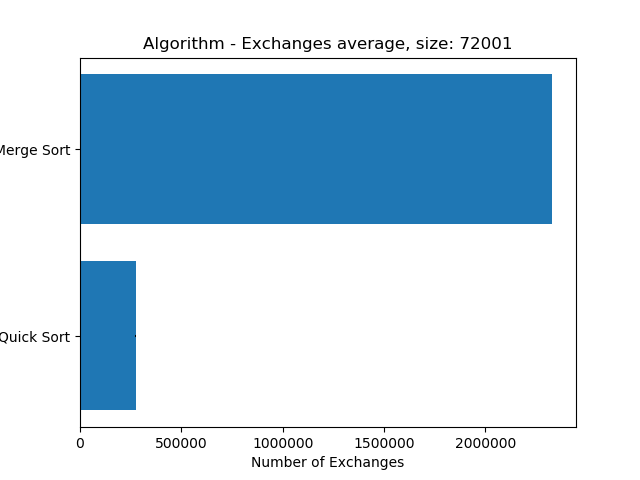 Algorithm - Exchanges average, size: 72001
Merge Sort
Quick Sort
0 500000 1000000 1500000 2000000
Number of Exchanges